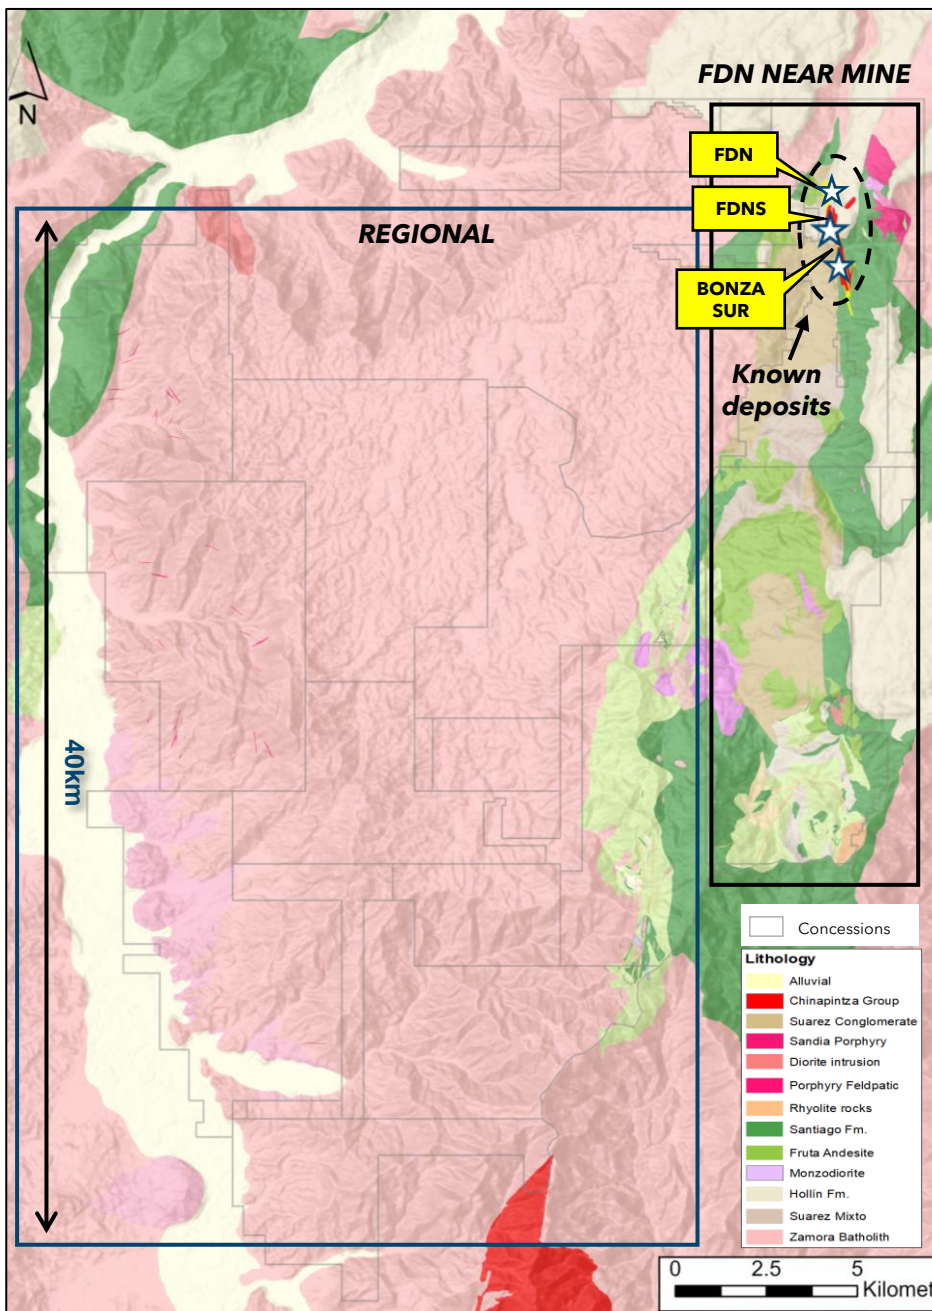 N
FDN NEAR MINE
FDN
FDNS
REGIONAL
BONZA
SUR
Known
deposits
40km
Concessions
Lithology
Alluvial
Chinapintza Group
Suarez Conglomerate
Sandia Porphyry
Diorite intrusion
Porphyry Feldpatic
Rhyolite rocks
Santiago Fm.
Fruta Andesite
Monzodiorite
Hollín Fm.
Suarez Mixto
Zamora Batholith
0 2.5 5
Kilomet